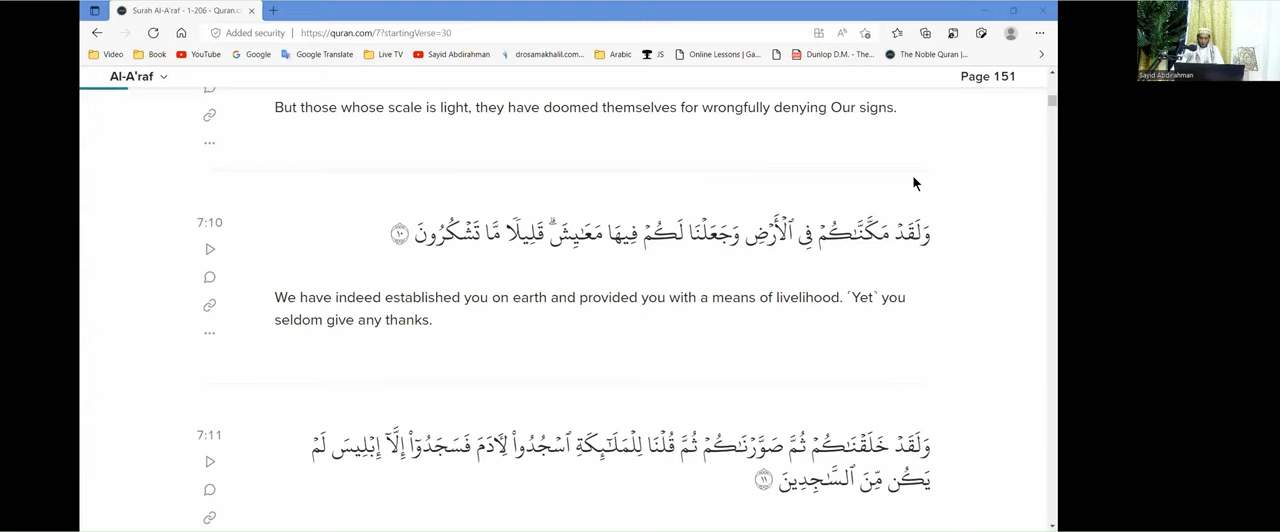 Surah Al-A'raf - 1-206 - Quran.c
Added security
https://quran.com/7?startingVerse=30
Video
Book
YouTube
Google
Google Translate
Live TV
Sayid Abdirahman
drosamakhalil.com...
Arabic
JS
Online Lessons | Ga...
Dunlop D.M. - The...
The Noble Quran |...
Sayid Abdirahman
Al-A'raf
Page 151
But those whose scale is light, they have doomed themselves for wrongfully denying Our signs.
7:10
وَلَقَدْ مَكَّنَّـٰكُمْ فِى ٱلْأَرْضِ وَجَعَلْنَا لَكُمْ فِيهَا مَعَـٰيِشَ ۗ قَلِيلًا مَّا تَشْكُرُونَ ١٠
We have indeed established you on earth and provided you with a means of livelihood. ˹Yet˺ you
seldom give any thanks.
7:11
وَلَقَدْ خَلَقْنَـٰكُمْ ثُمَّ صَوَّرْنَـٰكُمْ ثُمَّ قُلْنَا لِلْمَلَـٰٓئِكَةِ ٱسْجُدُوا۟ لِـَٔادَمَ فَسَجَدُوٓا۟ إِلَّآ إِبْلِيسَ لَمْ
يَكُن مِّنَ ٱلسَّـٰجِدِينَ ١١